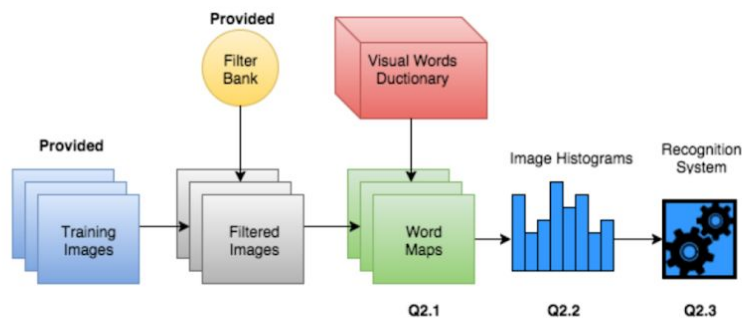 Provided
Filter
Bank
Visual Words
Ductionary
Provided
Training
Images
Filtered
Images
Word
Maps
Image Histograms
Recognition
System
Q2.1
Q2.2
Q2.3